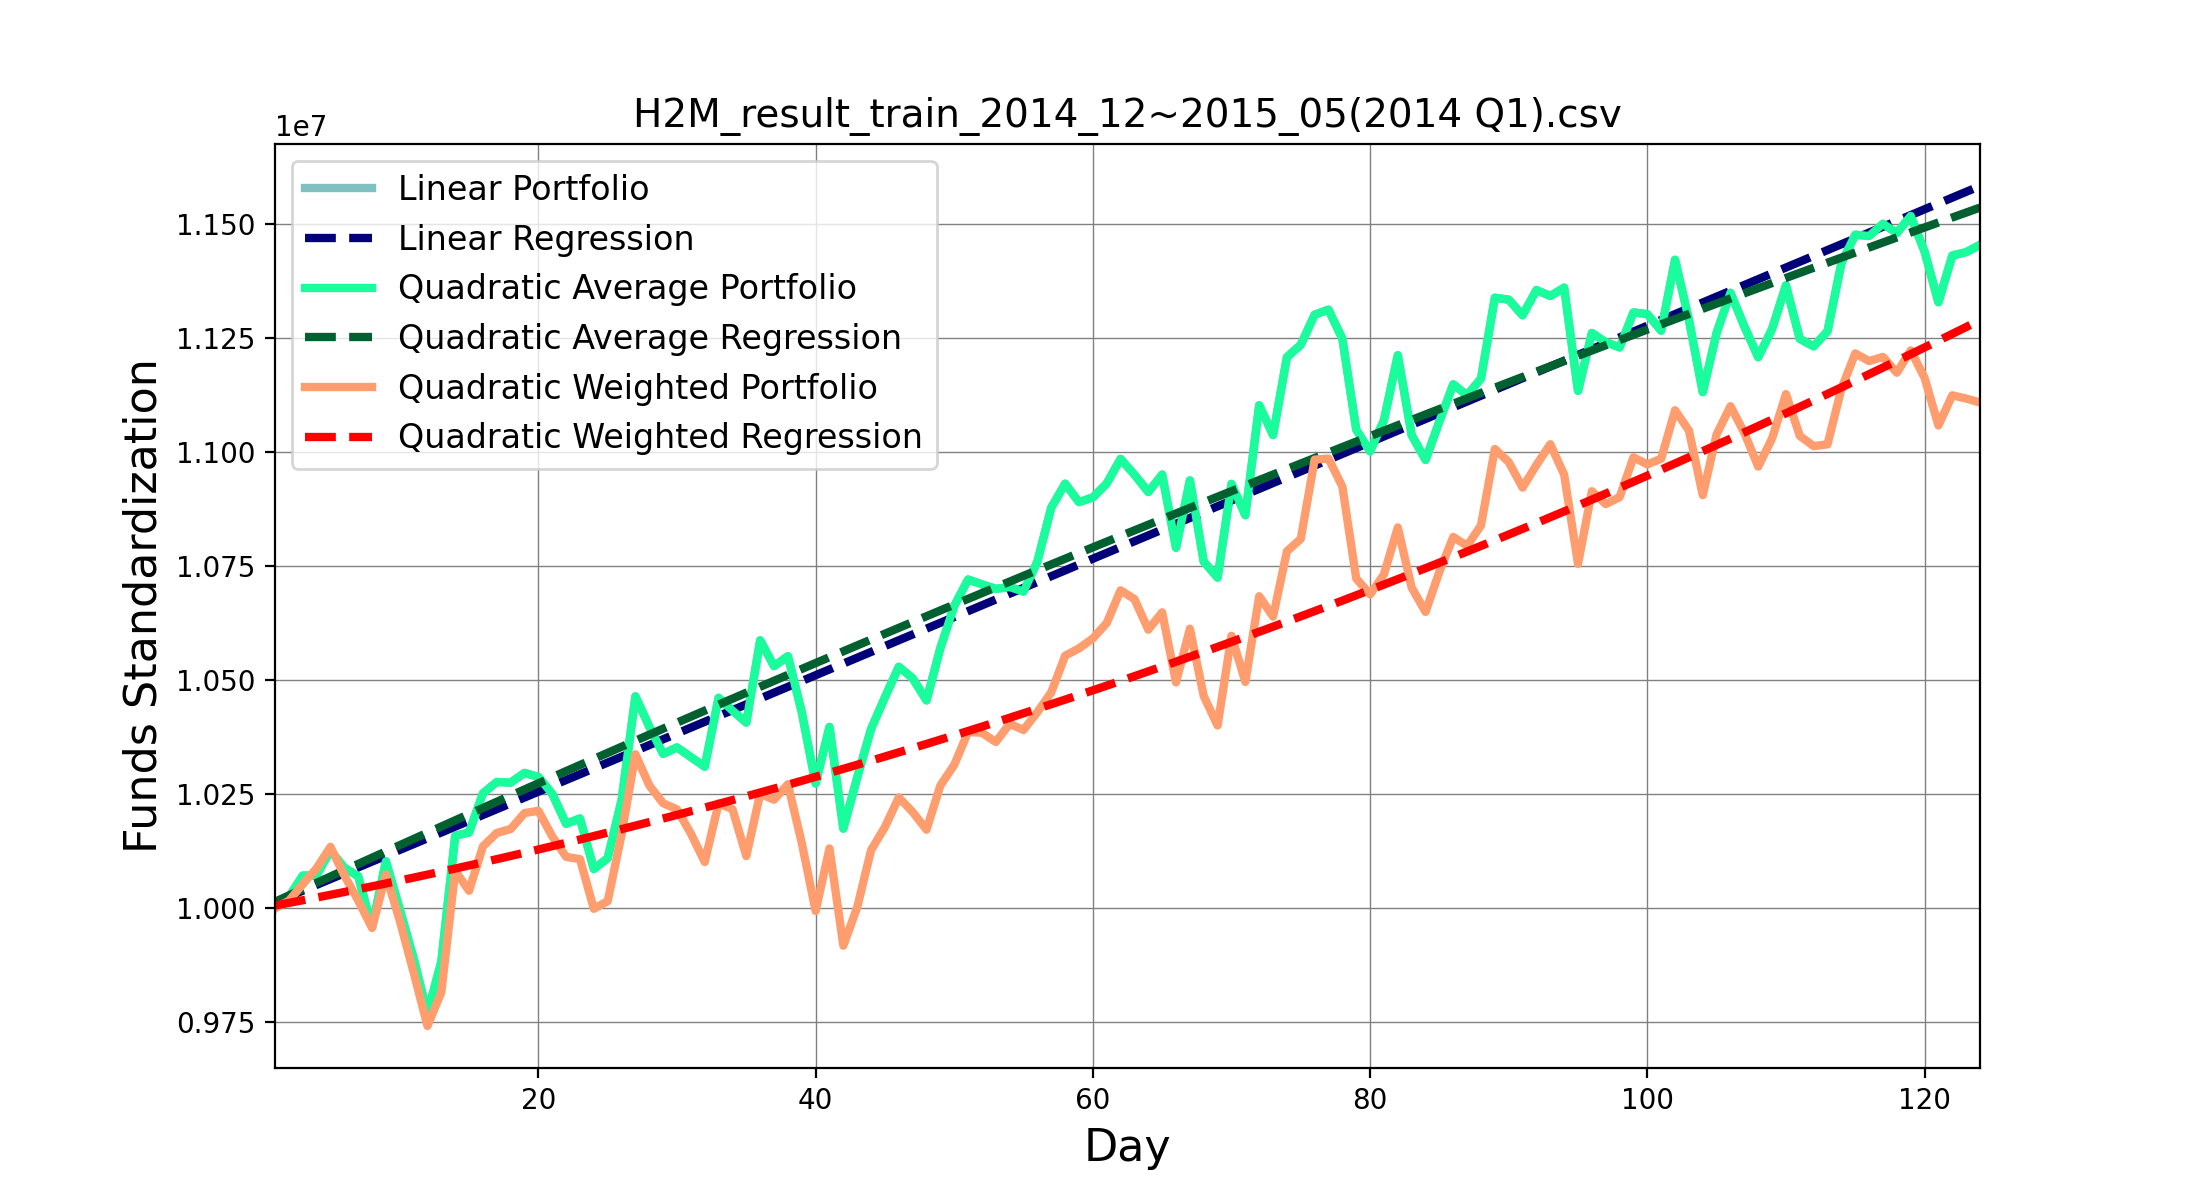 H2M_result_train_2014_12~2015_05(2014 Q1).csv
1e7
Linear Portfolio
Linear Regression
Quadratic Average Portfolio
Quadratic Average Regression
Quadratic Weighted Portfolio
Quadratic Weighted Regression
Funds Standardization
1.150
1.125
1.100
1.075
1.050
1.025
1.000
0.975
20 40 60 80 100 120
Day